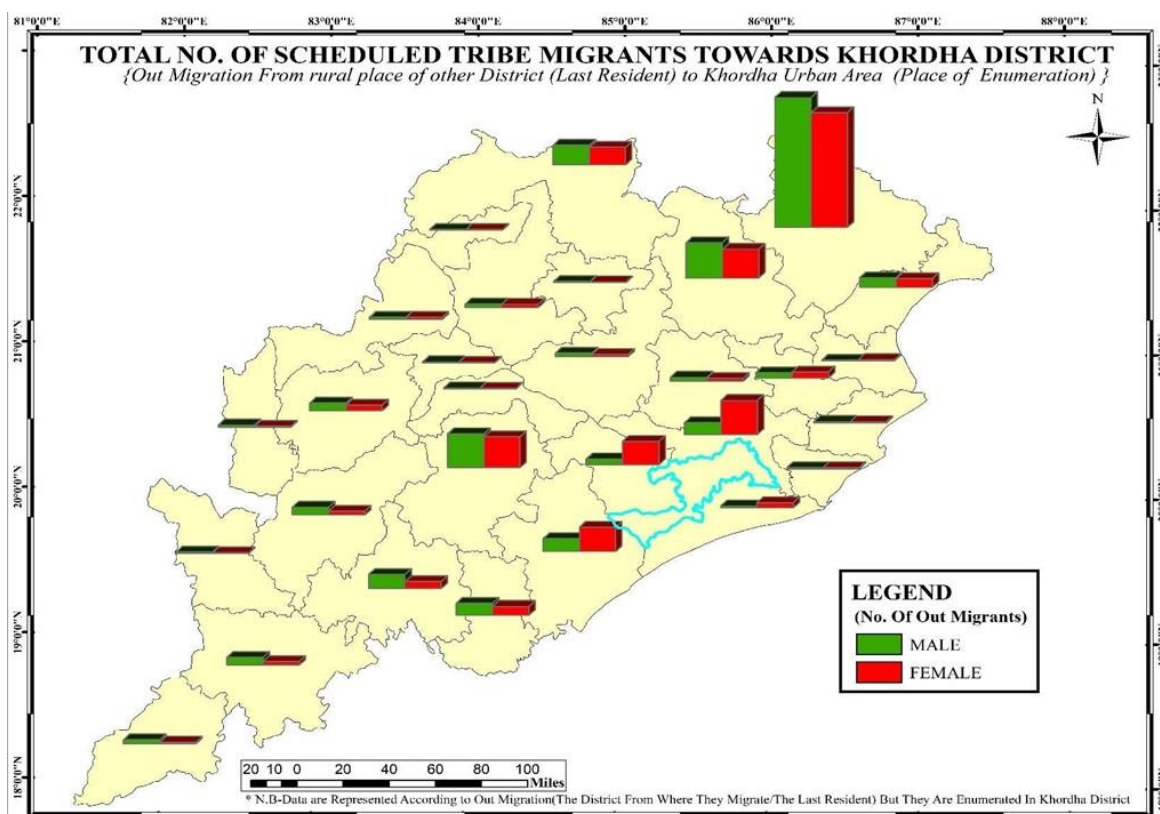 81°0'0"E 82°0'0"E 83°0'0"E 84°0'0"E 85°0'0"E 86°0'0"E 87°0'0"E 88°0'0"E
TOTAL NO. OF SCHEDULED TRIBE MIGRANTS TOWARDS KHORDHA DISTRICT
{Out Migration From rural place of other District (Last Resident) to Khordha Urban Area (Place of Enumeration) }
N
22°0'0"N
21°0'0"N
20°0'0"N
19°0'0"N
18°0'0"N
LEGEND
(No. Of Out Migrants)
MALE
FEMALE
20 10 0 20 40 60 80 100
Miles
* N.B-Data are Represented According to Out Migration(The District From Where They Migrate/The Last Resident) But They Are Enumerated In Khordha District